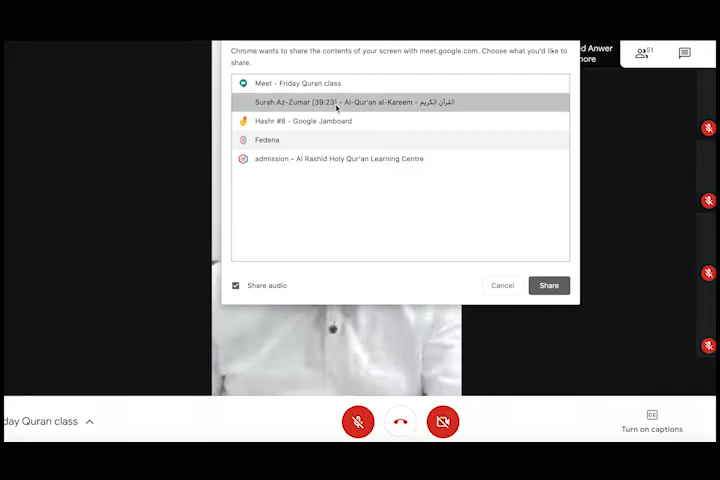 Chrome wants to share the contents of your screen with meet.google.com. Choose what you'd like to
share.
d Anwer
more
51
Meet - Friday Quran class
Surah Az-Zumar [39:23] - Al-Qur'an al-Kareem - القرآن الكريم
Hashr #8 - Google Jamboard
Fedena
admission - Al Rashid Holy Qur'an Learning Centre
Share audio
Cancel
Share
day Quran class
CC
Turn on captions